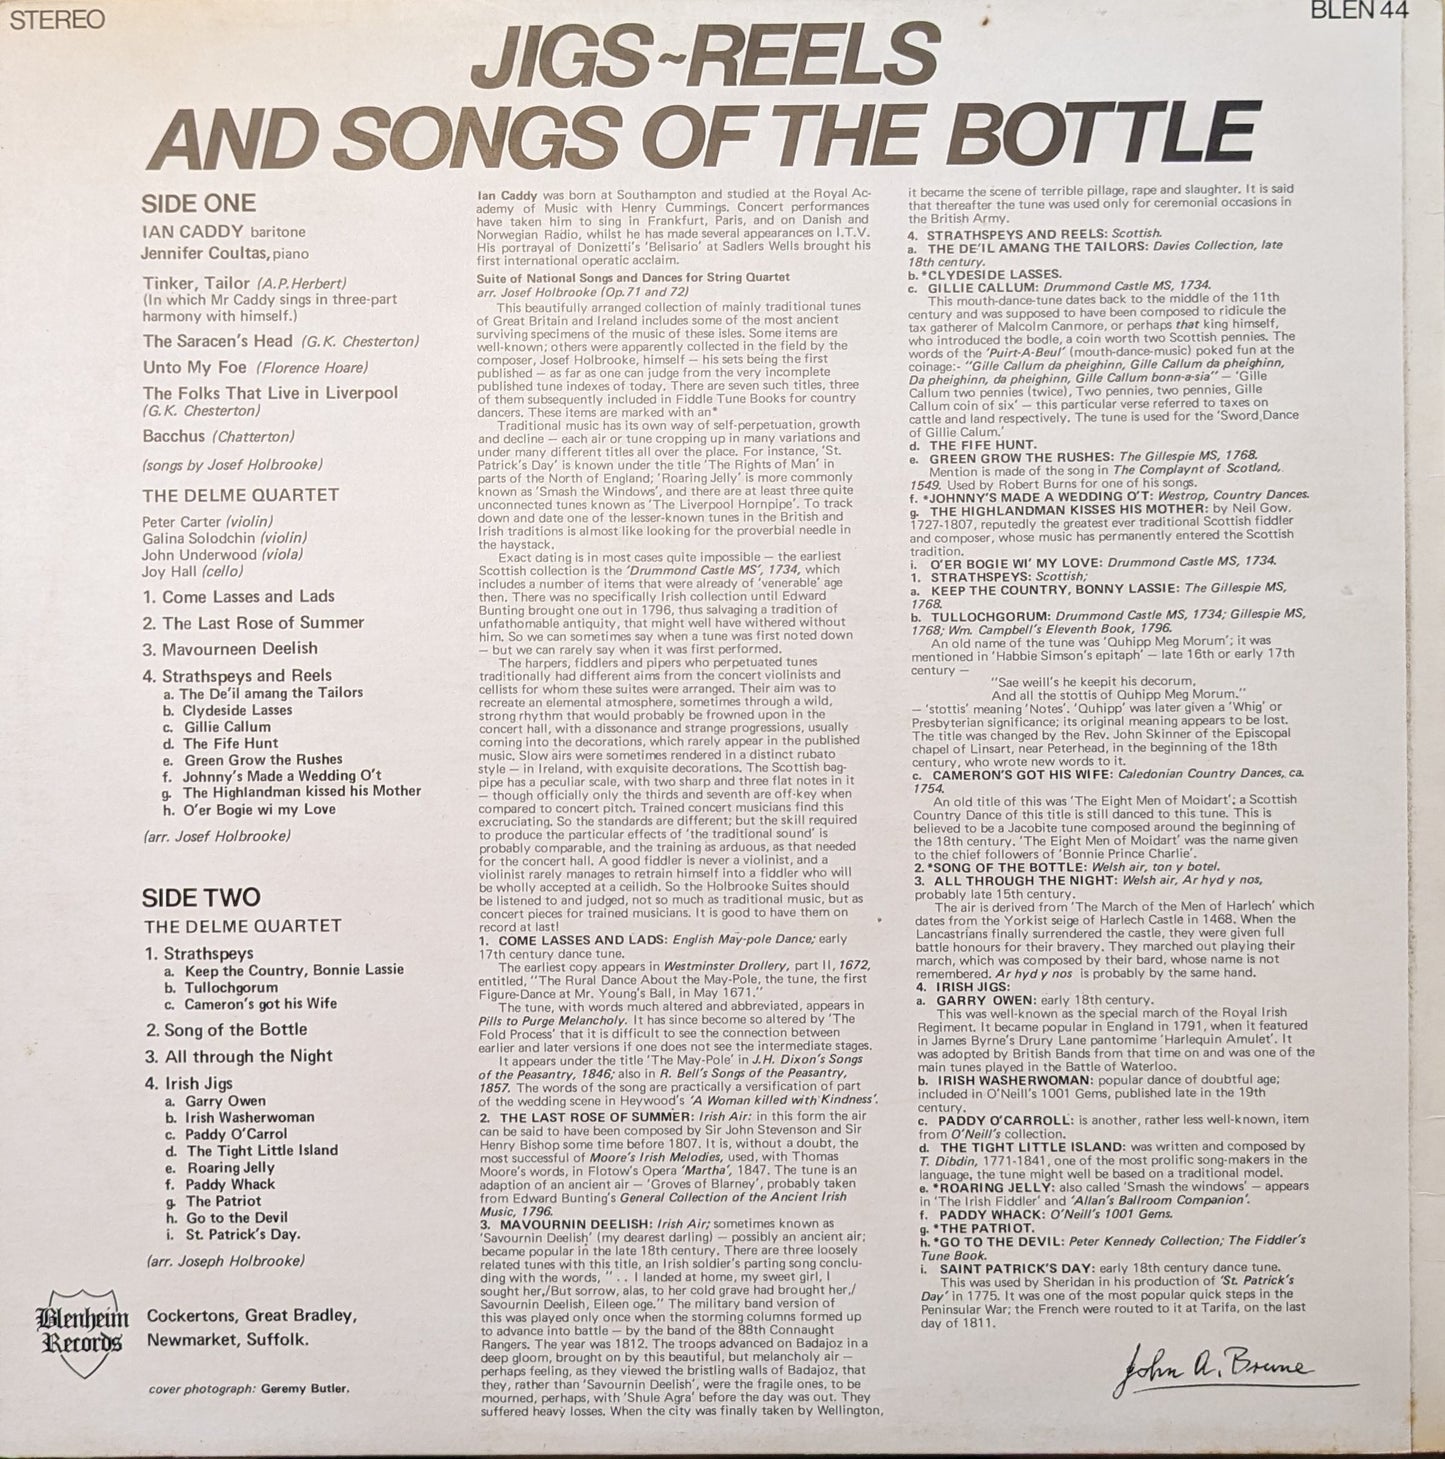 STEREO
BLEN 44
JIGS~REELS
AND SONGS OF THE BOTTLE
SIDE ONE
IAN CADDY baritone
Jennifer Coultas, piano
Tinker, Tailor (A.P.Herbert)
(In which Mr Caddy sings in three-part
harmony with himself.)
The Saracen's Head (G.K. Chesterton)
Unto My Foe (Florence Hoare)
The Folks That Live in Liverpool
(G.K. Chesterton)
Bacchus (Chatterton)
(songs by Josef Holbrooke)
THE DELME QUARTET
Peter Carter (violin)
Galina Solodchin (violin)
John Underwood (viola)
Joy Hall (cello)
1. Come Lasses and Lads
2. The Last Rose of Summer
3. Mavourneen Deelish
4. Strathspeys and Reels
a. The De'il amang the Tailors
b. Clydeside Lasses
c. Gillie Callum
d. The Fife Hunt
e. Green Grow the Rushes
f. Johnny's Made a Wedding O't
g. The Highlandman kissed his Mother
h. O'er Bogie wi my Love
(arr. Josef Holbrooke)
SIDE TWO
THE DELME QUARTET
1. Strathspeys
a. Keep the Country, Bonnie Lassie
b. Tullochgorum
c. Cameron's got his Wife
2. Song of the Bottle
3. All through the Night
4. Irish Jigs
a. Garry Owen
b. Irish Washerwoman
c. Paddy O'Carrol
d. The Tight Little Island
e. Roaring Jelly
f. Paddy Whack
g. The Patriot
h. Go to the Devil
i. St. Patrick's Day.
(arr. Joseph Holbrooke)
Blenheim
Records
Cockertons, Great Bradley,
Newmarket, Suffolk.
cover photograph: Geremy Butler.
Ian Caddy was born at Southampton and studied at the Royal Ac-
ademy of Music with Henry Cummings. Concert performances
have taken him to sing in Frankfurt, Paris, and on Danish and
Norwegian Radio, whilst he has made several appearances on I.T.V.
His portrayal of Donizetti's 'Belisario' at Sadlers Wells brought his
first international operatic acclaim.
Suite of National Songs and Dances for String Quartet
arr. Josef Holbrooke (Op. 71 and 72)
This beautifully arranged collection of mainly traditional tunes
of Great Britain and Ireland includes some of the most ancient
surviving specimens of the music of these isles. Some items are
well-known; others were apparently collected in the field by the
composer, Josef Holbrooke, himself — his sets being the first
published — as far as one can judge from the very incomplete
published tune indexes of today. There are seven such titles, three
of them subsequently included in Fiddle Tune Books for country
dancers. These items are marked with an*
Traditional music has its own way of self-perpetuation, growth
and decline — each air or tune cropping up in many variations and
under many different titles all over the place. For instance, 'St.
Patrick's Day' is known under the title 'The Rights of Man' in
parts of the North of England; 'Roaring Jelly' is more commonly
known as 'Smash the Windows', and there are at least three quite
unconnected tunes known as 'The Liverpool Hornpipe'. To track
down and date one of the lesser-known tunes in the British and
Irish traditions is almost like looking for the proverbial needle in
the haystack.
Exact dating is in most cases quite impossible — the earliest
Scottish collection is the 'Drummond Castle MS', 1734, which
includes a number of items that were already of 'venerable' age
then. There was no specifically Irish collection until Edward
Bunting brought one out in 1796, thus salvaging a tradition of
unfathomable antiquity, that might well have withered without
him. So we can sometimes say when a tune was first noted down
— but we can rarely say when it was first performed.
The harpers, fiddlers and pipers who perpetuated tunes
traditionally had different aims from the concert violinists and
cellists for whom these suites were arranged. Their aim was to
recreate an elemental atmosphere, sometimes through a wild,
strong rhythm that would probably be frowned upon in the
concert hall, with a dissonance and strange progressions, usually
coming into the decorations, which rarely appear in the published
music. Slow airs were sometimes rendered in a distinct rubato
style — in Ireland, with exquisite decorations. The Scottish bag-
pipe has a peculiar scale, with two sharp and three flat notes in it
— though officially only the thirds and seventh are off-key when
compared to concert pitch. Trained concert musicians find this
excruciating. So the standards are different; but the skill required
to produce the particular effects of 'the traditional sound' is
probably comparable, and the training as arduous, as that needed
for the concert hall. A good fiddler is never a violinist, and a
violinist rarely manages to retrain himself into a fiddler who will
be wholly accepted at a ceilidh. So the Holbrooke Suites should
be listened to and judged, not so much as traditional music, but as
concert pieces for trained musicians. It is good to have them on
record at last!
1. COME LASSES AND LADS: English May-pole Dance; early
17th century dance tune.
The earliest copy appears in Westminster Drollery, part II, 1672,
entitled, "The Rural Dance About the May-Pole, the tune, the first
Figure-Dance at Mr. Young's Ball, in May 1671."
The tune, with words much altered and abbreviated, appears in
Pills to Purge Melancholy. It has since become so altered by 'The
Fold Process' that it is difficult to see the connection between
earlier and later versions if one does not see the intermediate stages.
It appears under the title 'The May-Pole' in J.H. Dixon's Songs
of the Peasantry, 1846; also in R. Bell's Songs of the Peasantry,
1857. The words of the song are practically a versification of part
of the wedding scene in Heywood's 'A Woman killed with Kindness'.
2. THE LAST ROSE OF SUMMER: Irish Air: in this form the air
can be said to have been composed by Sir John Stevenson and Sir
Henry Bishop some time before 1807. It is, without a doubt, the
most successful of Moore's Irish Melodies, used, with Thomas
Moore's words, in Flotow's Opera 'Martha', 1847. The tune is an
adaption of an ancient air — 'Groves of Blarney', probably taken
from Edward Bunting's General Collection of the Ancient Irish
Music, 1796.
3. MAVOURNIN DEELISH: Irish Air; sometimes known as
'Savournin Deelish' (my dearest darling) — possibly an ancient air;
became popular in the late 18th century. There are three loosely
related tunes with this title, an Irish soldier's parting song conclu-
ding with the words, " . . I landed at home, my sweet girl, I
sought her,/But sorrow, alas, to her cold grave had brought her,/
Savournin Deelish, Eileen oge." The military band version of
this was played only once when the storming columns formed up
to advance into battle — by the band of the 88th Connaught
Rangers. The year was 1812. The troops advanced on Badajoz in a
deep gloom, brought on by this beautiful, but melancholy air —
perhaps feeling, as they viewed the bristling walls of Badajoz, that
they, rather than 'Savournin Deelish', were the fragile ones, to be
mourned, perhaps, with 'Shule Agra' before the day was out. They
suffered heavy losses. When the city was finally taken by Wellington,
it became the scene of terrible pillage, rape and slaughter. It is said
that thereafter the tune was used only for ceremonial occasions in
the British Army.
4. STRATHSPEYS AND REELS: Scottish.
a. THE DE'IL AMANG THE TAILORS: Davies Collection, late
18th century.
b. *CLYDESIDE LASSES.
c. GILLIE CALLUM: Drummond Castle MS, 1734.
This mouth-dance-tune dates back to the middle of the 11th
century and was supposed to have been composed to ridicule the
tax gatherer of Malcolm Canmore, or perhaps that king himself,
who introduced the bodle, a coin worth two Scottish pennies. The
words of the 'Puirt-A-Beul' (mouth-dance-music) poked fun at the
coinage:- "Gille Callum da pheighinn, Gille Callum da pheighinn,
Da pheighinn, da pheighinn, Gille Callum bonn-a-sia" — 'Gille
Callum two pennies (twice), Two pennies, two pennies, Gille
Callum coin of six' — this particular verse referred to taxes on
cattle and land respectively. The tune is used for the 'Sword Dance
of Gillie Calum.'
d. THE FIFE HUNT.
e. GREEN GROW THE RUSHES: The Gillespie MS, 1768.
Mention is made of the song in The Complaynt of Scotland,
1549. Used by Robert Burns for one of his songs.
f. *JOHNNY'S MADE A WEDDING O'T: Westrop, Country Dances.
g. THE HIGHLANDMAN KISSES HIS MOTHER: by Neil Gow,
1727-1807, reputedly the greatest ever traditional Scottish fiddler
and composer, whose music has permanently entered the Scottish
tradition.
i. O'ER BOGIE WI' MY LOVE: Drummond Castle MS, 1734.
1. STRATHSPEYS: Scottish;
a. KEEP THE COUNTRY, BONNY LASSIE: The Gillespie MS,
1768.
b. TULLOCHGORUM: Drummond Castle MS, 1734; Gillespie MS,
1768; Wm. Campbell's Eleventh Book, 1796.
An old name of the tune was 'Quhipp Meg Morum'; it was
mentioned in 'Habbie Simson's epitaph' — late 16th or early 17th
century —
"Sae weill's he keepit his decorum,
And all the stottis of Quhipp Meg Morum."
— 'stottis' meaning 'Notes'. 'Quhipp' was later given a 'Whig' or
Presbyterian significance; its original meaning appears to be lost.
The title was changed by the Rev. John Skinner of the Episcopal
chapel of Linsart, near Peterhead, in the beginning of the 18th
century, who wrote new words to it.
c. CAMERON'S GOT HIS WIFE: Caledonian Country Dances, ca.
1754.
An old title of this was 'The Eight Men of Moidart'; a Scottish
Country Dance of this title is still danced to this tune. This is
believed to be a Jacobite tune composed around the beginning of
the 18th century. 'The Eight Men of Moidart' was the name given
to the chief followers of 'Bonnie Prince Charlie'.
2. *SONG OF THE BOTTLE: Welsh air, ton y botel.
3. ALL THROUGH THE NIGHT: Welsh air, Ar hyd y nos,
probably late 15th century.
The air is derived from 'The March of the Men of Harlech' which
dates from the Yorkist seige of Harlech Castle in 1468. When the
Lancastrians finally surrendered the castle, they were given full
battle honours for their bravery. They marched out playing their
march, which was composed by their bard, whose name is not
remembered. Ar hyd y nos is probably by the same hand.
4. IRISH JIGS:
a. GARRY OWEN: early 18th century.
This was well-known as the special march of the Royal Irish
Regiment. It became popular in England in 1791, when it featured
in James Byrne's Drury Lane pantomime 'Harlequin Amulet'. It
was adopted by British Bands from that time on and was one of the
main tunes played in the Battle of Waterloo.
b. IRISH WASHERWOMAN: popular dance of doubtful age;
included in O'Neill's 1001 Gems, published late in the 19th
century.
c. PADDY O'CARROLL: is another, rather less well-known, item
from O'Neill's collection.
d. THE TIGHT LITTLE ISLAND: was written and composed by
T. Dibdin, 1771-1841, one of the most prolific song-makers in the
language, the tune might well be based on a traditional model.
e. *ROARING JELLY: also called 'Smash the windows' — appears
in 'The Irish Fiddler' and 'Allan's Ballroom Companion'.
f. PADDY WHACK: O'Neill's 1001 Gems.
g. *THE PATRIOT.
h. *GO TO THE DEVIL: Peter Kennedy Collection; The Fiddler's
Tune Book.
i. SAINT PATRICK'S DAY: early 18th century dance tune.
This was used by Sheridan in his production of 'St. Patrick's
Day' in 1775. It was one of the most popular quick steps in the
Peninsular War; the French were routed to it at Tarifa, on the last
day of 1811.
John A. Brune